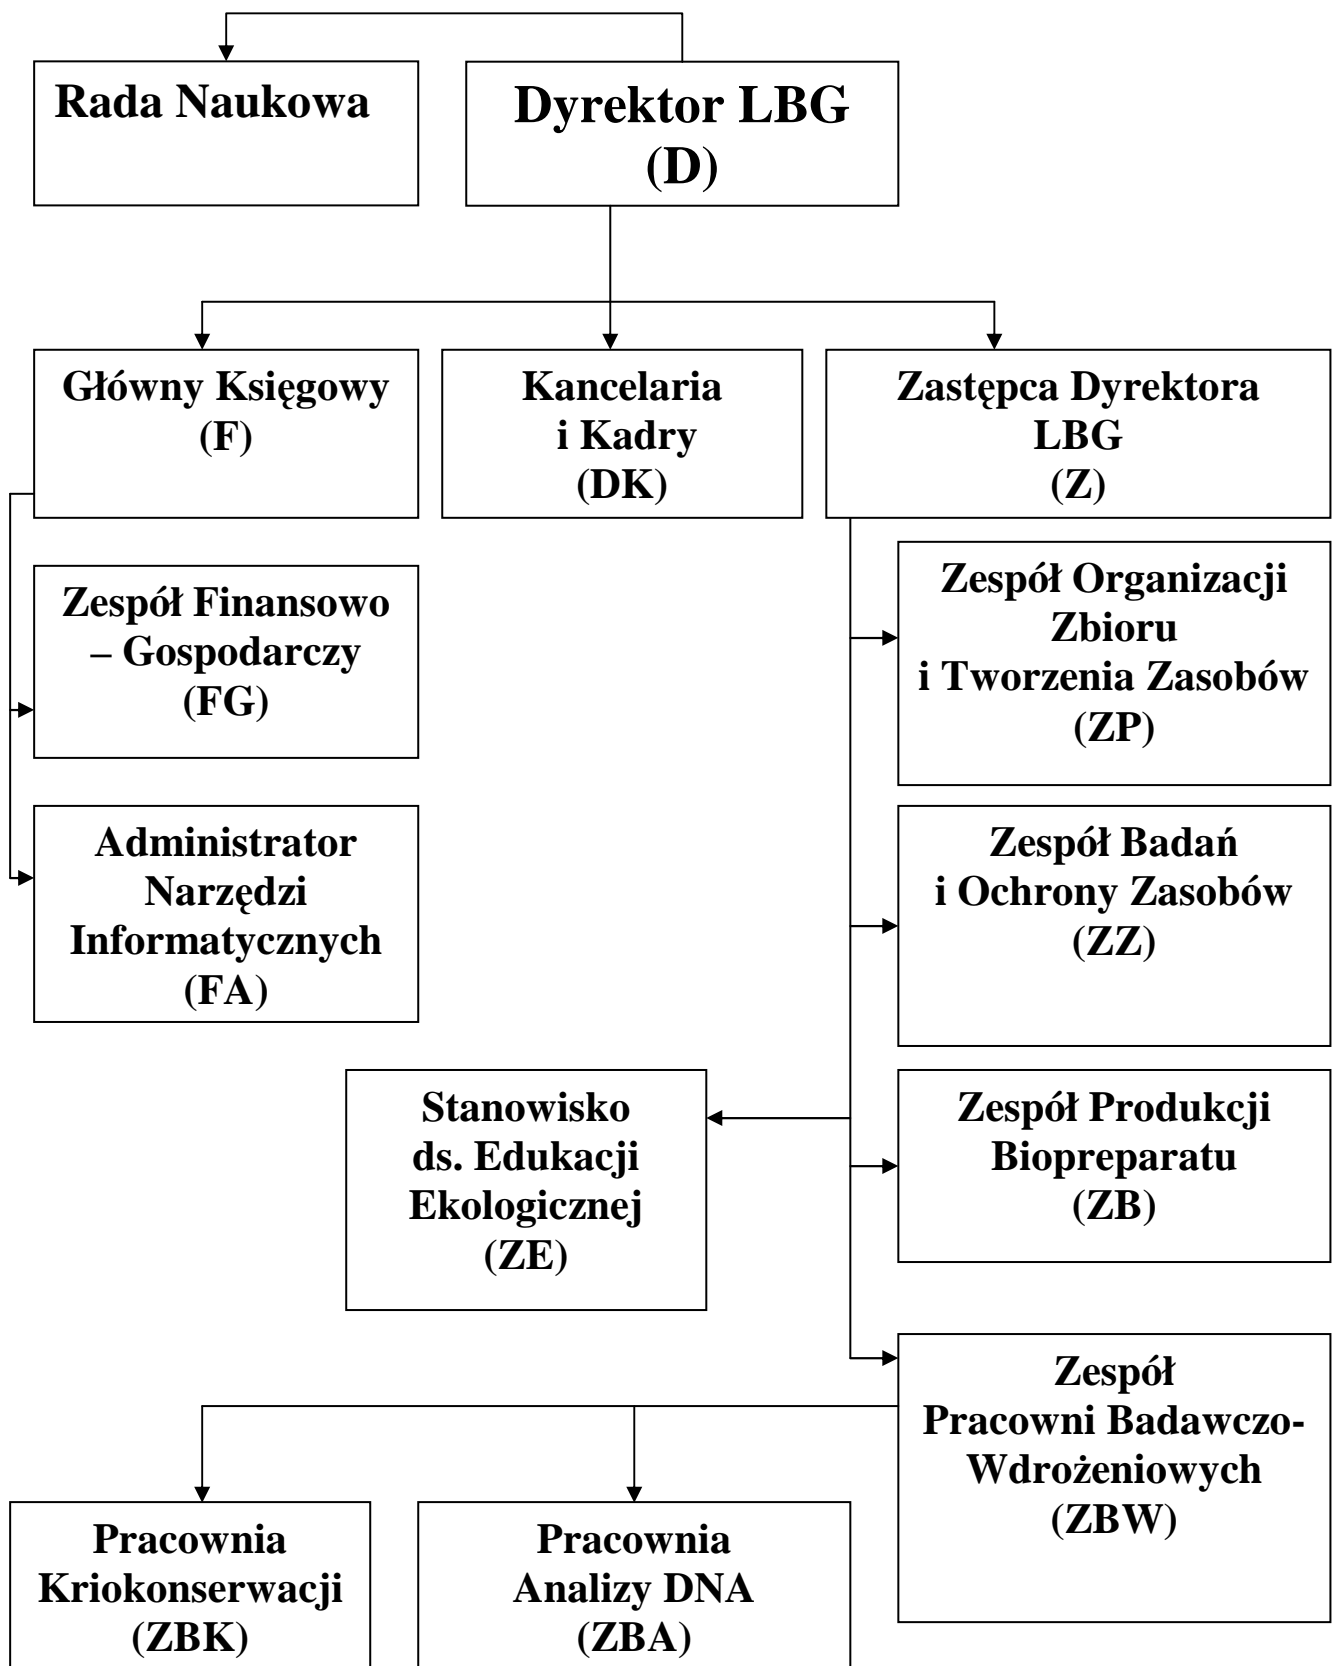 Rada Naukowa
Dyrektor LBG
(D)
Główny Księgowy
(F)
Kancelaria
i Kadry
(DK)
Zastępca Dyrektora
LBG
(Z)
Zespół Finansowo
– Gospodarczy
(FG)
Zespół Organizacji
Zbioru
i Tworzenia Zasobów
(ZP)
Administrator
Narzędzi
Informatycznych
(FA)
Zespół Badań
i Ochrony Zasobów
(ZZ)
Stanowisko
ds. Edukacji
Ekologicznej
(ZE)
Zespół Produkcji
Biopreparatu
(ZB)
Zespół
Pracowni Badawczo-
Wdrożeniowych
(ZBW)
Pracownia
Kriokonserwacji
(ZBK)
Pracownia
Analizy DNA
(ZBA)